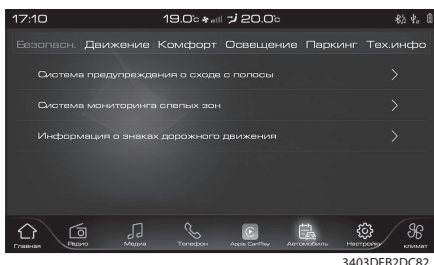 17:10 19.0°c 20.0°c
Безопасн. Движение Комфорт Освещение Паркинг Тех.инфо
Система предупреждения о сходе с полосы
Система мониторинга слепых зон
Информация о знаках дорожного движения
Главная Радио Медиа Телефон Apple CarPlay Автомобиль Настройки климат
3403DEB2DC82